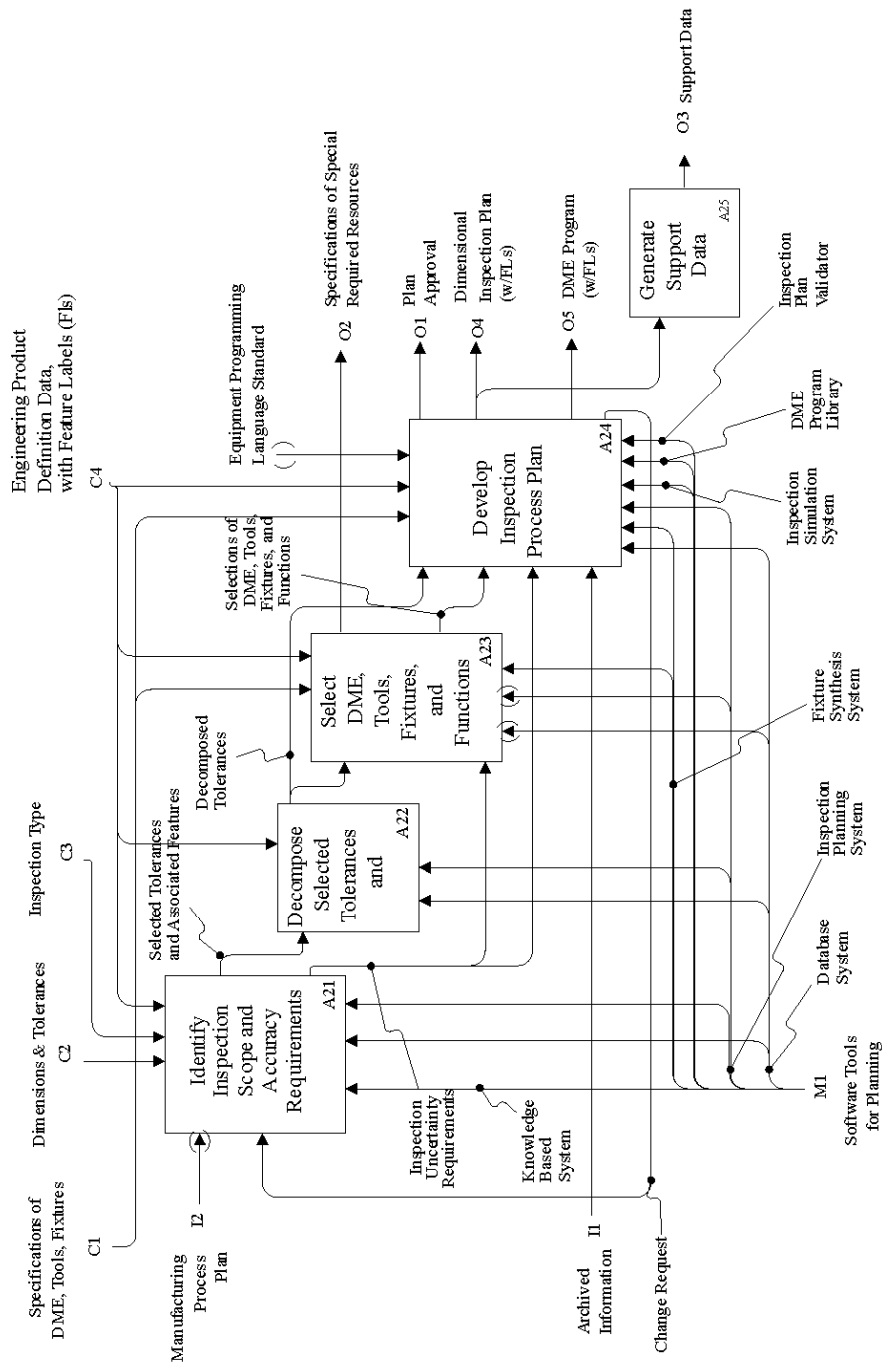 Specifications of
DME, Tools, Fixtures
C1
Dimensions & Tolerances
C2
Inspection Type
C3
Engineering Product
Definition Data,
with Feature Labels (Fls)
C4
Manufacturing
Process
Plan
I2
Identify
Inspection
Scope and
Accuracy
Requirements
A21
Selected Tolerances
and Associated Features
Decompose
Selected
Tolerances
and
A22
Decomposed
Tolerances
Select
DME,
Tools,
Fixtures,
and
Functions
A23
Selections of
DME, Tools,
Fixtures, and
Functions
Equipment Programming
Language Standard
O2
Specifications of Special
Required Resources
Develop
Inspection
Process Plan
A24
O1
Plan
Approval
O4
Dimensional
Inspection Plan
(w/FLs)
O5
DME Program
(w/FLs)
Generate
Support
Data
A25
O3 Support Data
Inspection
Uncertainty
Requirements
Knowledge
Based
System
Archived
Information
I1
Change Request
M1
Software Tools
for Planning
Database
System
Inspection
Planning
System
Fixture
Synthesis
System
Inspection
Simulation
System
DME
Program
Library
Inspection
Plan
Validator